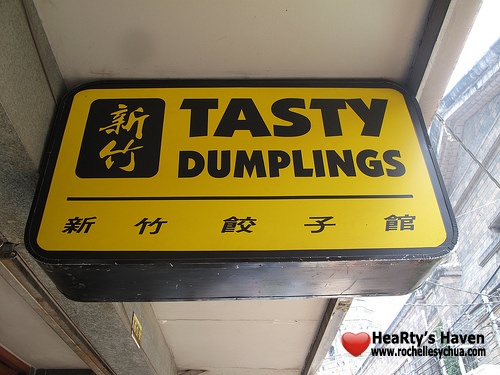 新竹
TASTY
DUMPLINGS
新竹餃子館
HeaRty's Haven
www.rochellesychua.com